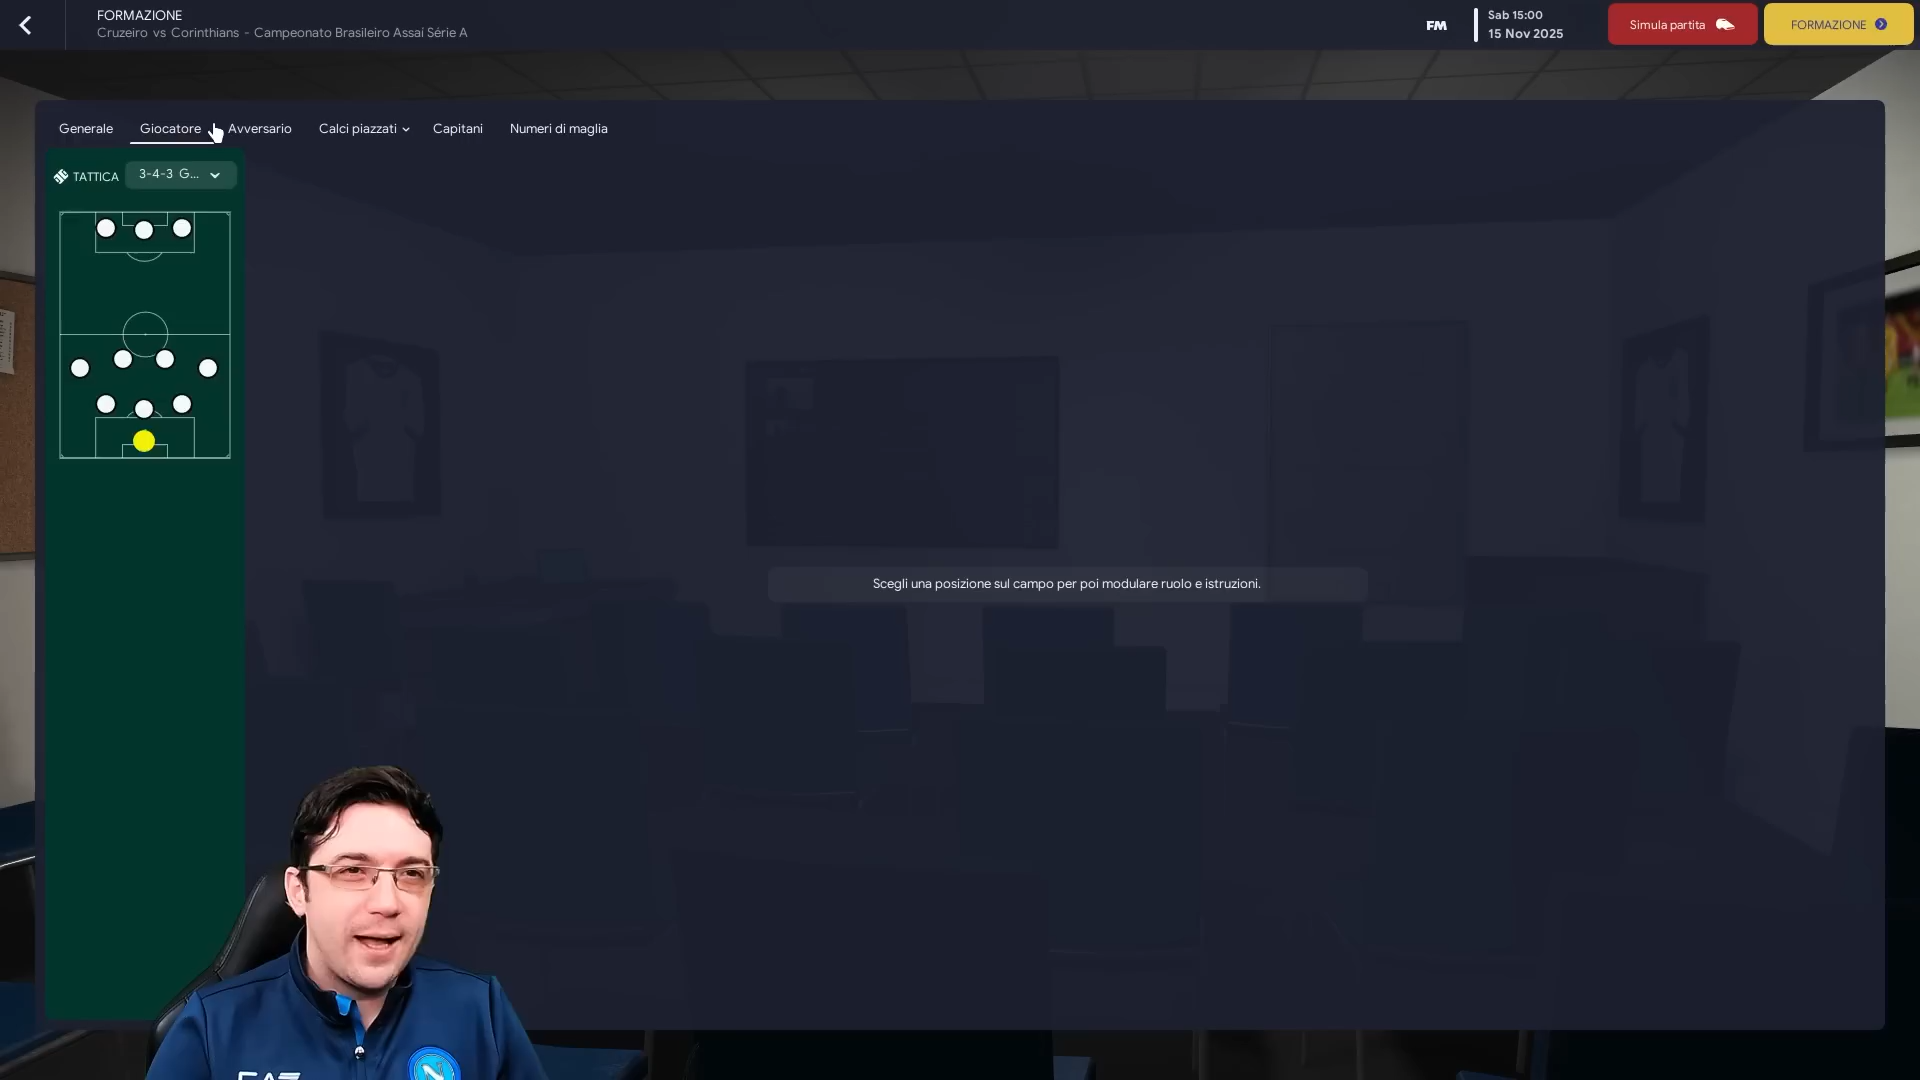 FORMAZIONE
Cruzeiro vs Corinthians - Campeonato Brasileiro Assaí Série A
FM
Sab 15:00
15 Nov 2025
Simula partita
FORMAZIONE
Generale
Giocatore
Avversario
Calci piazzati
Capitani
Numeri di maglia
TATTICA
3-4-3 G...
Scegli una posizione sul campo per poi modulare ruolo e istruzioni.